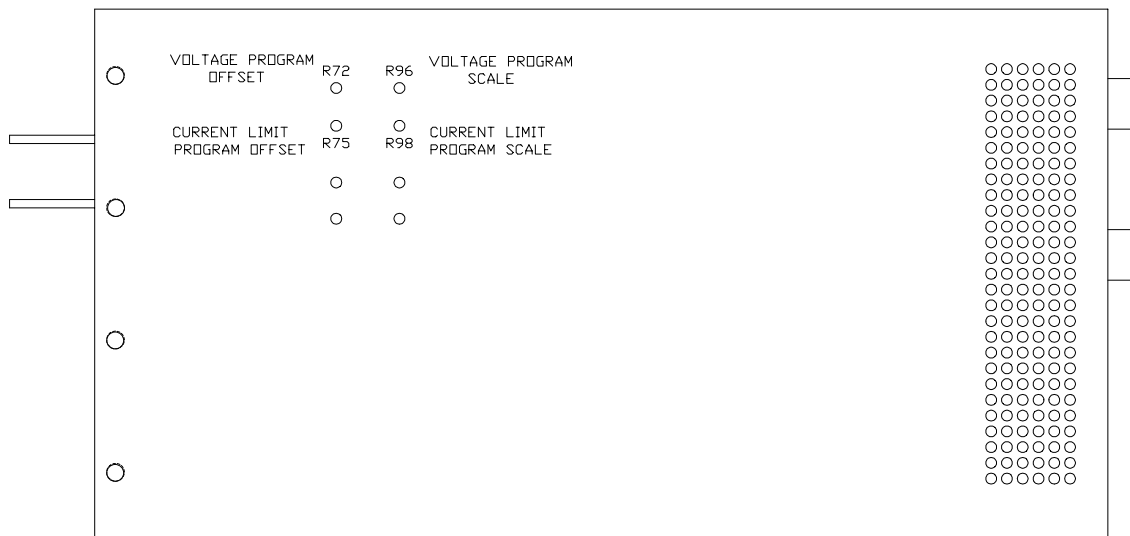 VOLTAGE PROGRAM
OFFSET
R72
R96
VOLTAGE PROGRAM
SCALE
CURRENT LIMIT
PROGRAM OFFSET
R75
R98
CURRENT LIMIT
PROGRAM SCALE